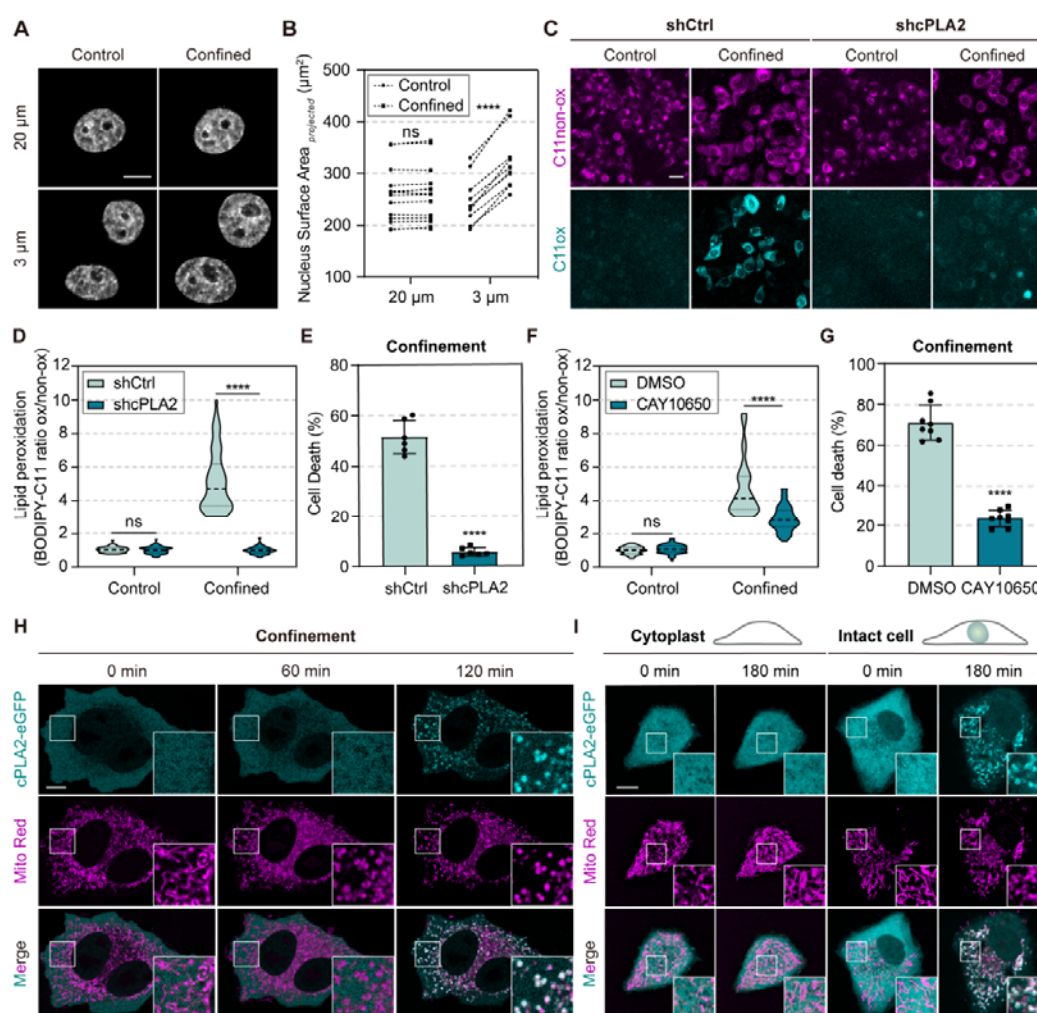 A
Control
Confined
20 µm
3 µm
B
Nucleus Surface Area projected (µm²)
500
400
300
200
100
Control
Confined
ns
****
20 µm
3 µm
C
shCtrl
shcPLA2
Control
Confined
Control
Confined
C11non-ox
C11ox
D
Lipid peroxidation
(BODIPY-C11 ratio ox/non-ox)
12
10
8
6
4
2
0
shCtrl
shcPLA2
ns
****
Control
Confined
E
Confinement
Cell Death (%)
80
60
40
20
0
****
shCtrl
shcPLA2
F
Lipid peroxidation
(BODIPY-C11 ratio ox/non-ox)
12
10
8
6
4
2
0
DMSO
CAY10650
ns
****
Control
Confined
G
Confinement
Cell death (%)
100
80
60
40
20
0
****
DMSO
CAY10650
H
Confinement
0 min
60 min
120 min
cPLA2-eGFP
Mito Red
Merge
I
Cytoplast
Intact cell
0 min
180 min
0 min
180 min
cPLA2-eGFP
Mito Red
Merge